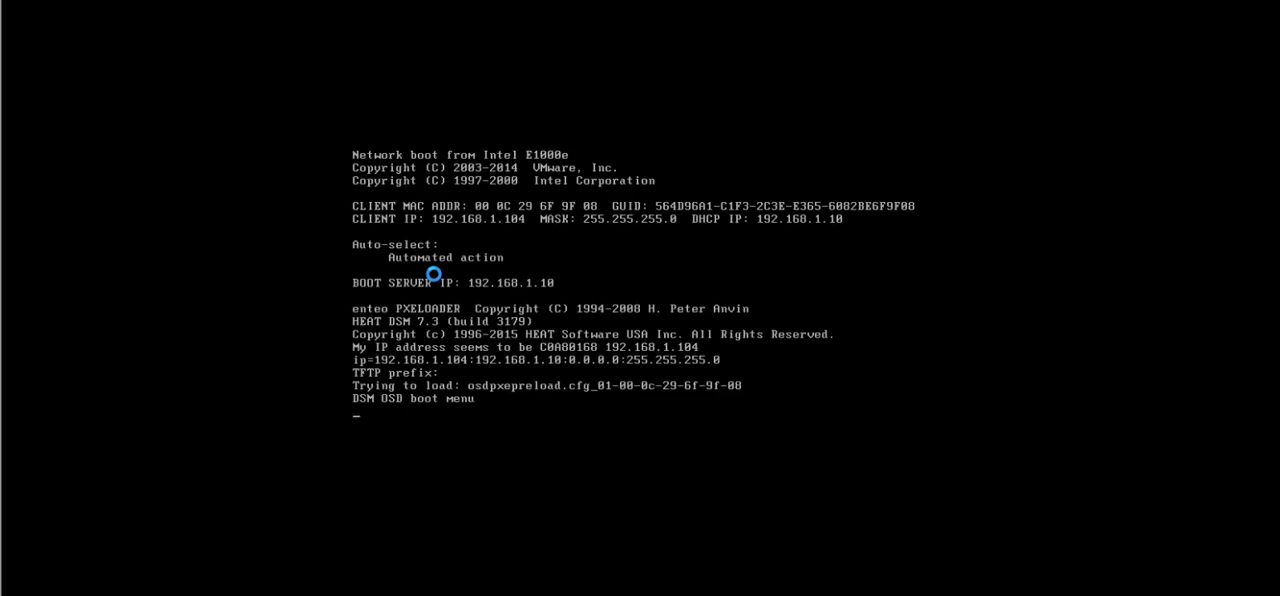 Network boot from Intel E1000e
Copyright (C) 2003-2014  VMware, Inc.
Copyright (C) 1997-2000  Intel Corporation
CLIENT MAC ADDR: 00 0C 29 6F 9F 08  GUID: 564D96A1-C1F3-2C3E-E365-6082BE6F9F08
CLIENT IP: 192.168.1.104  MASK: 255.255.255.0  DHCP IP: 192.168.1.10
Auto-select:
Automated action
BOOT SERVER IP: 192.168.1.10
enteo PXELOADER  Copyright (C) 1994-2008 H. Peter Anvin
HEAT DSM 7.3 (build 3179)
Copyright (c) 1996-2015 HEAT Software USA Inc. All Rights Reserved.
My IP address seems to be C0A80168 192.168.1.104
ip=192.168.1.104:192.168.1.10:0.0.0.0:255.255.255.0
TFTP prefix:
Trying to load: osdpxepreload.cfg_01-00-0c-29-6f-9f-08
DSM OSD boot menu